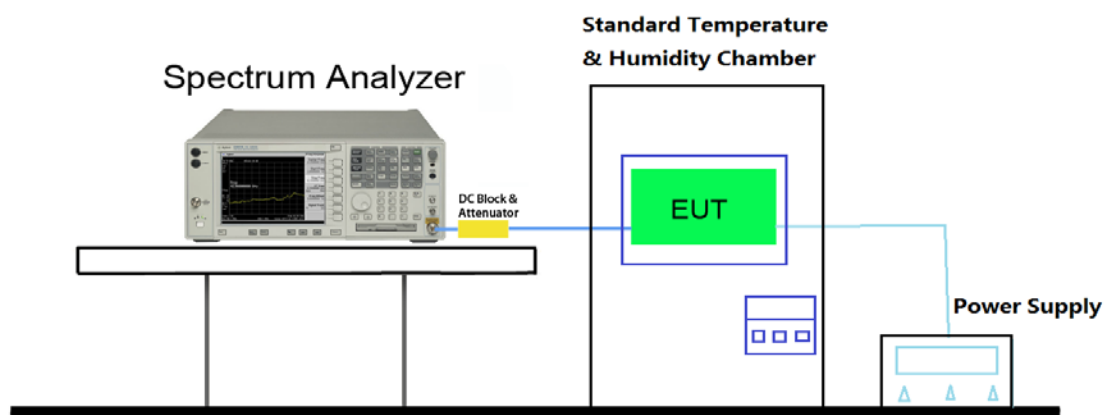 Standard Temperature
& Humidity Chamber
Spectrum Analyzer
DC Block &
Attenuator
EUT
Power Supply